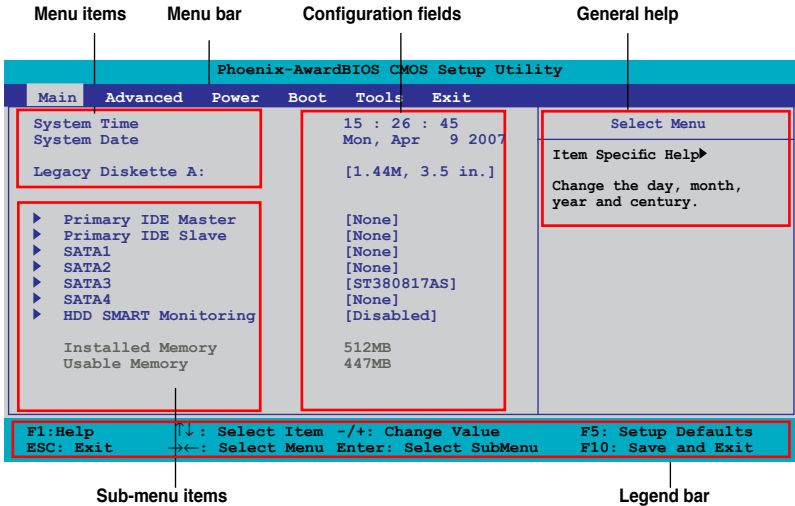 Menu items Menu bar Configuration fields General help
Phoenix-AwardBIOS CMOS Setup Utility
Main Advanced Power Boot Tools Exit
System Time 15 : 26 : 45
System Date Mon, Apr 9 2007
Legacy Diskette A: [1.44M, 3.5 in.]
Primary IDE Master [None]
Primary IDE Slave [None]
SATA1 [None]
SATA2 [None]
SATA3 [ST380817AS]
SATA4 [None]
HDD SMART Monitoring [Disabled]
Installed Memory 512MB
Usable Memory 447MB
Select Menu
Item Specific Help
Change the day, month,
year and century.
F1:Help ↑↓: Select Item -/+: Change Value F5: Setup Defaults
ESC: Exit →←: Select Menu Enter: Select SubMenu F10: Save and Exit
Sub-menu items Legend bar